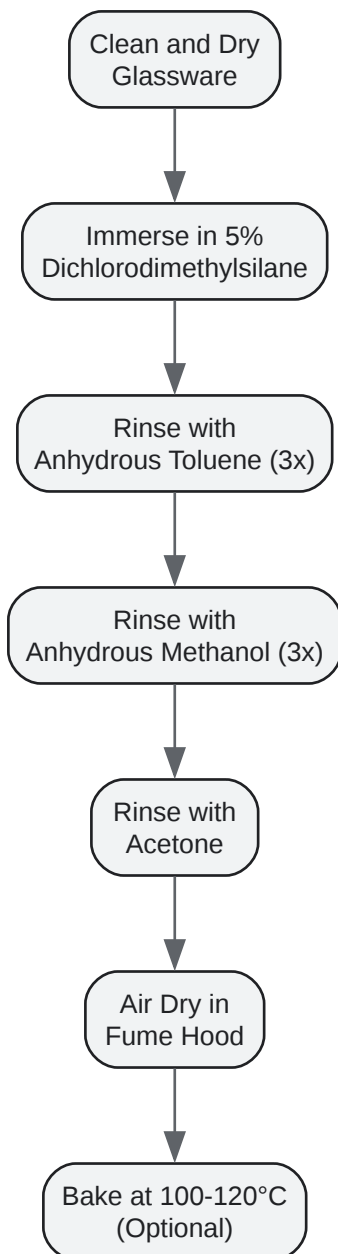 Clean and Dry
Glassware
Immerse in 5%
Dichlorodimethylsilane
Rinse with
Anhydrous Toluene (3x)
Rinse with
Anhydrous Methanol (3x)
Rinse with
Acetone
Air Dry in
Fume Hood
Bake at 100-120°C
(Optional)